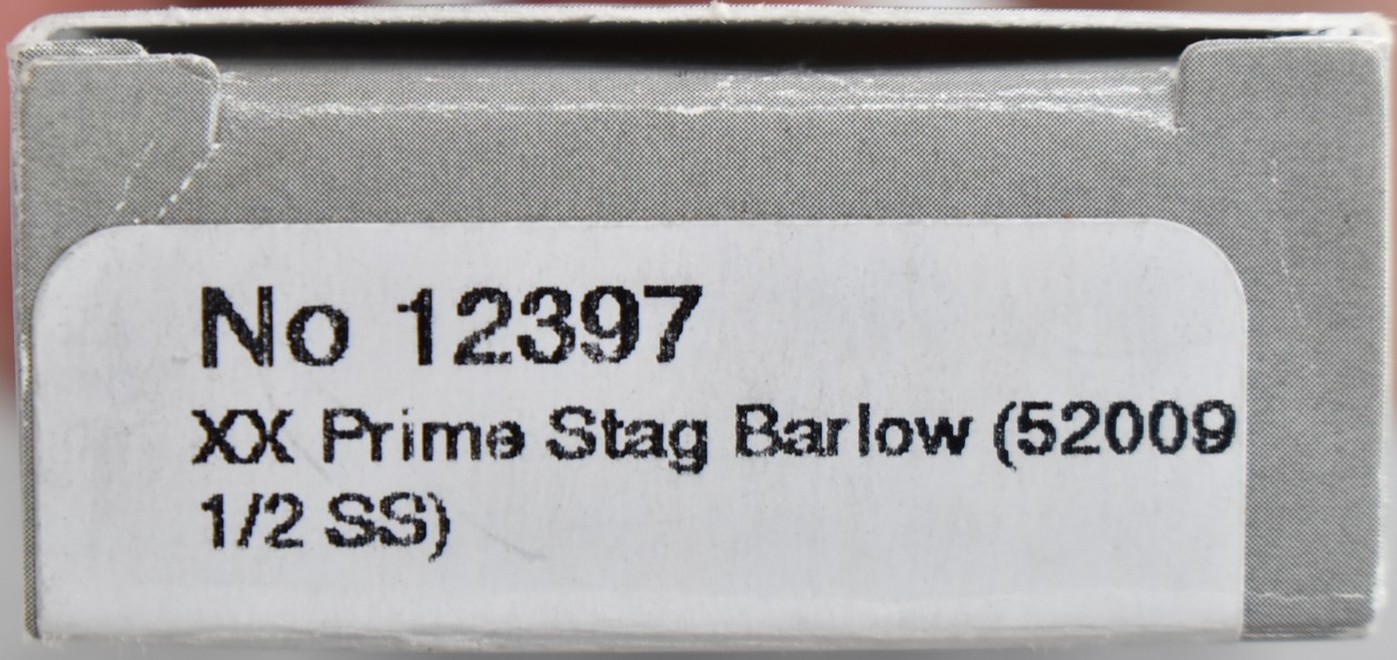 No 12397
XX Prime Stag Barlow (52009
1/2 SS)